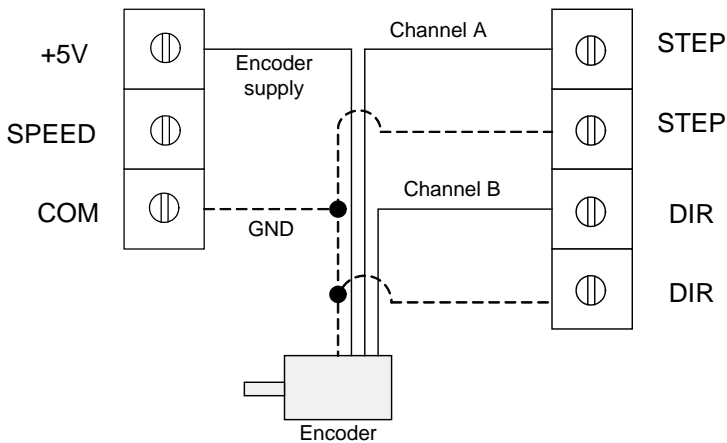 +5V
SPEED
COM
Encoder
supply
GND
Channel A
Channel B
STEP
STEP
DIR
DIR
Encoder